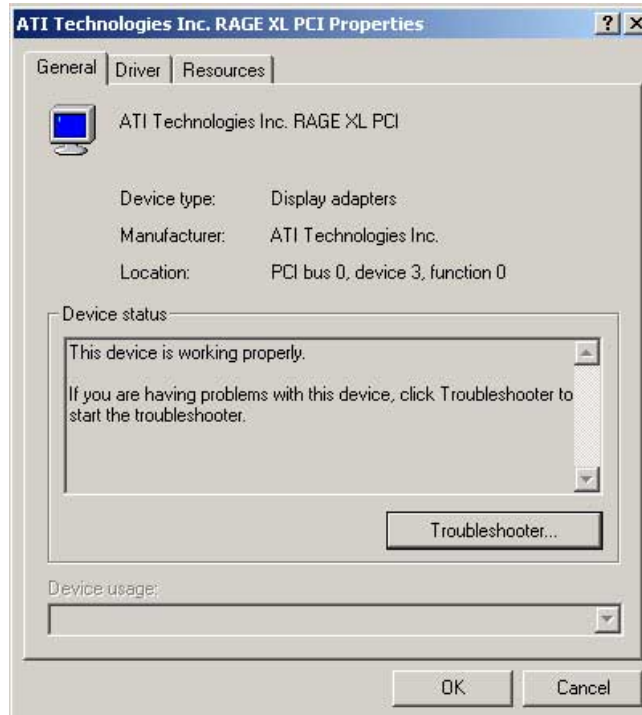 ATI Technologies Inc. RAGE XL PCI Properties
General Driver Resources
ATI Technologies Inc. RAGE XL PCI
Device type: Display adapters
Manufacturer: ATI Technologies Inc.
Location: PCI bus 0, device 3, function 0
Device status
This device is working properly.
If you are having problems with this device, click Troubleshooter to
start the troubleshooter.
Troubleshooter...
Device usage:
OK Cancel